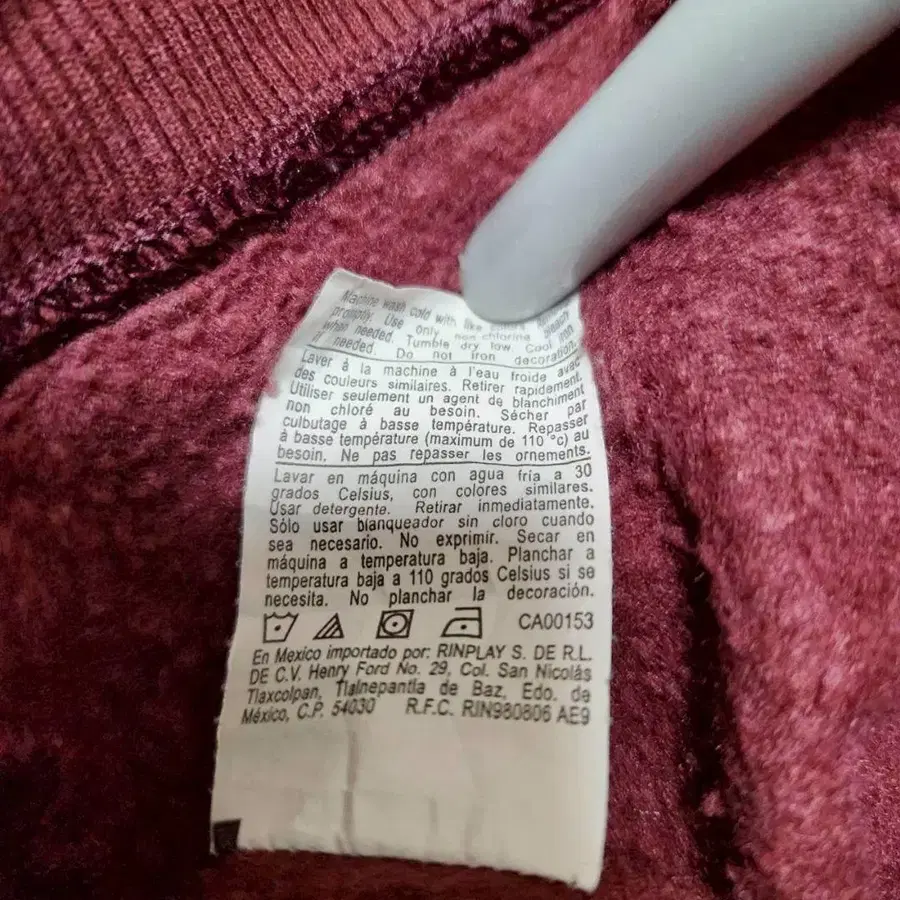 Machine wash cold with like colors.
promptly. Use only non-chlorine bleach
when needed. Tumble dry low. Cool iron
if needed. Do not iron decoration.
Laver à la machine à l'eau froide avec
des couleurs similaires. Retirer rapidement.
Utiliser seulement un agent de blanchiment
non chloré au besoin. Sécher par
culbutage à basse température. Repasser
à basse température (maximum de 110 °c) au
besoin. Ne pas repasser les ornements.
Lavar en máquina con agua fría a 30
grados Celsius, con colores similares.
Usar detergente. Retirar inmediatamente.
Sólo usar blanqueador sin cloro cuando
sea necesario. No exprimir. Secar en
máquina a temperatura baja. Planchar a
temperatura baja a 110 grados Celsius si se
necesita. No planchar la decoración.
CA00153
En Mexico importado por: RINPLAY S. DE R.L.
DE C.V. Henry Ford No. 29, Col. San Nicolás
Tlaxcolpan, Tlalnepantla de Baz, Edo. de
México, C.P. 54030 R.F.C. RIN980806 AE9